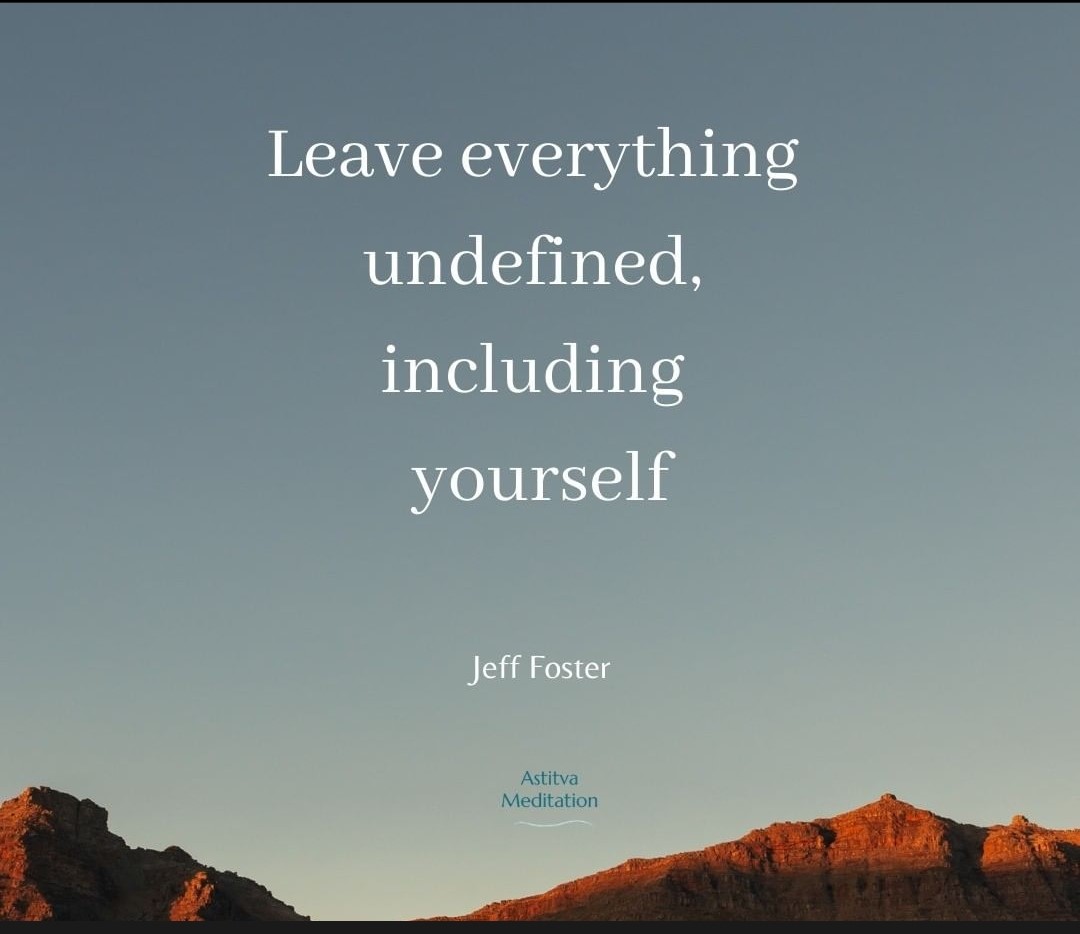 Leave everything
undefined,
including
yourself
Jeff Foster
Astitva
Meditation